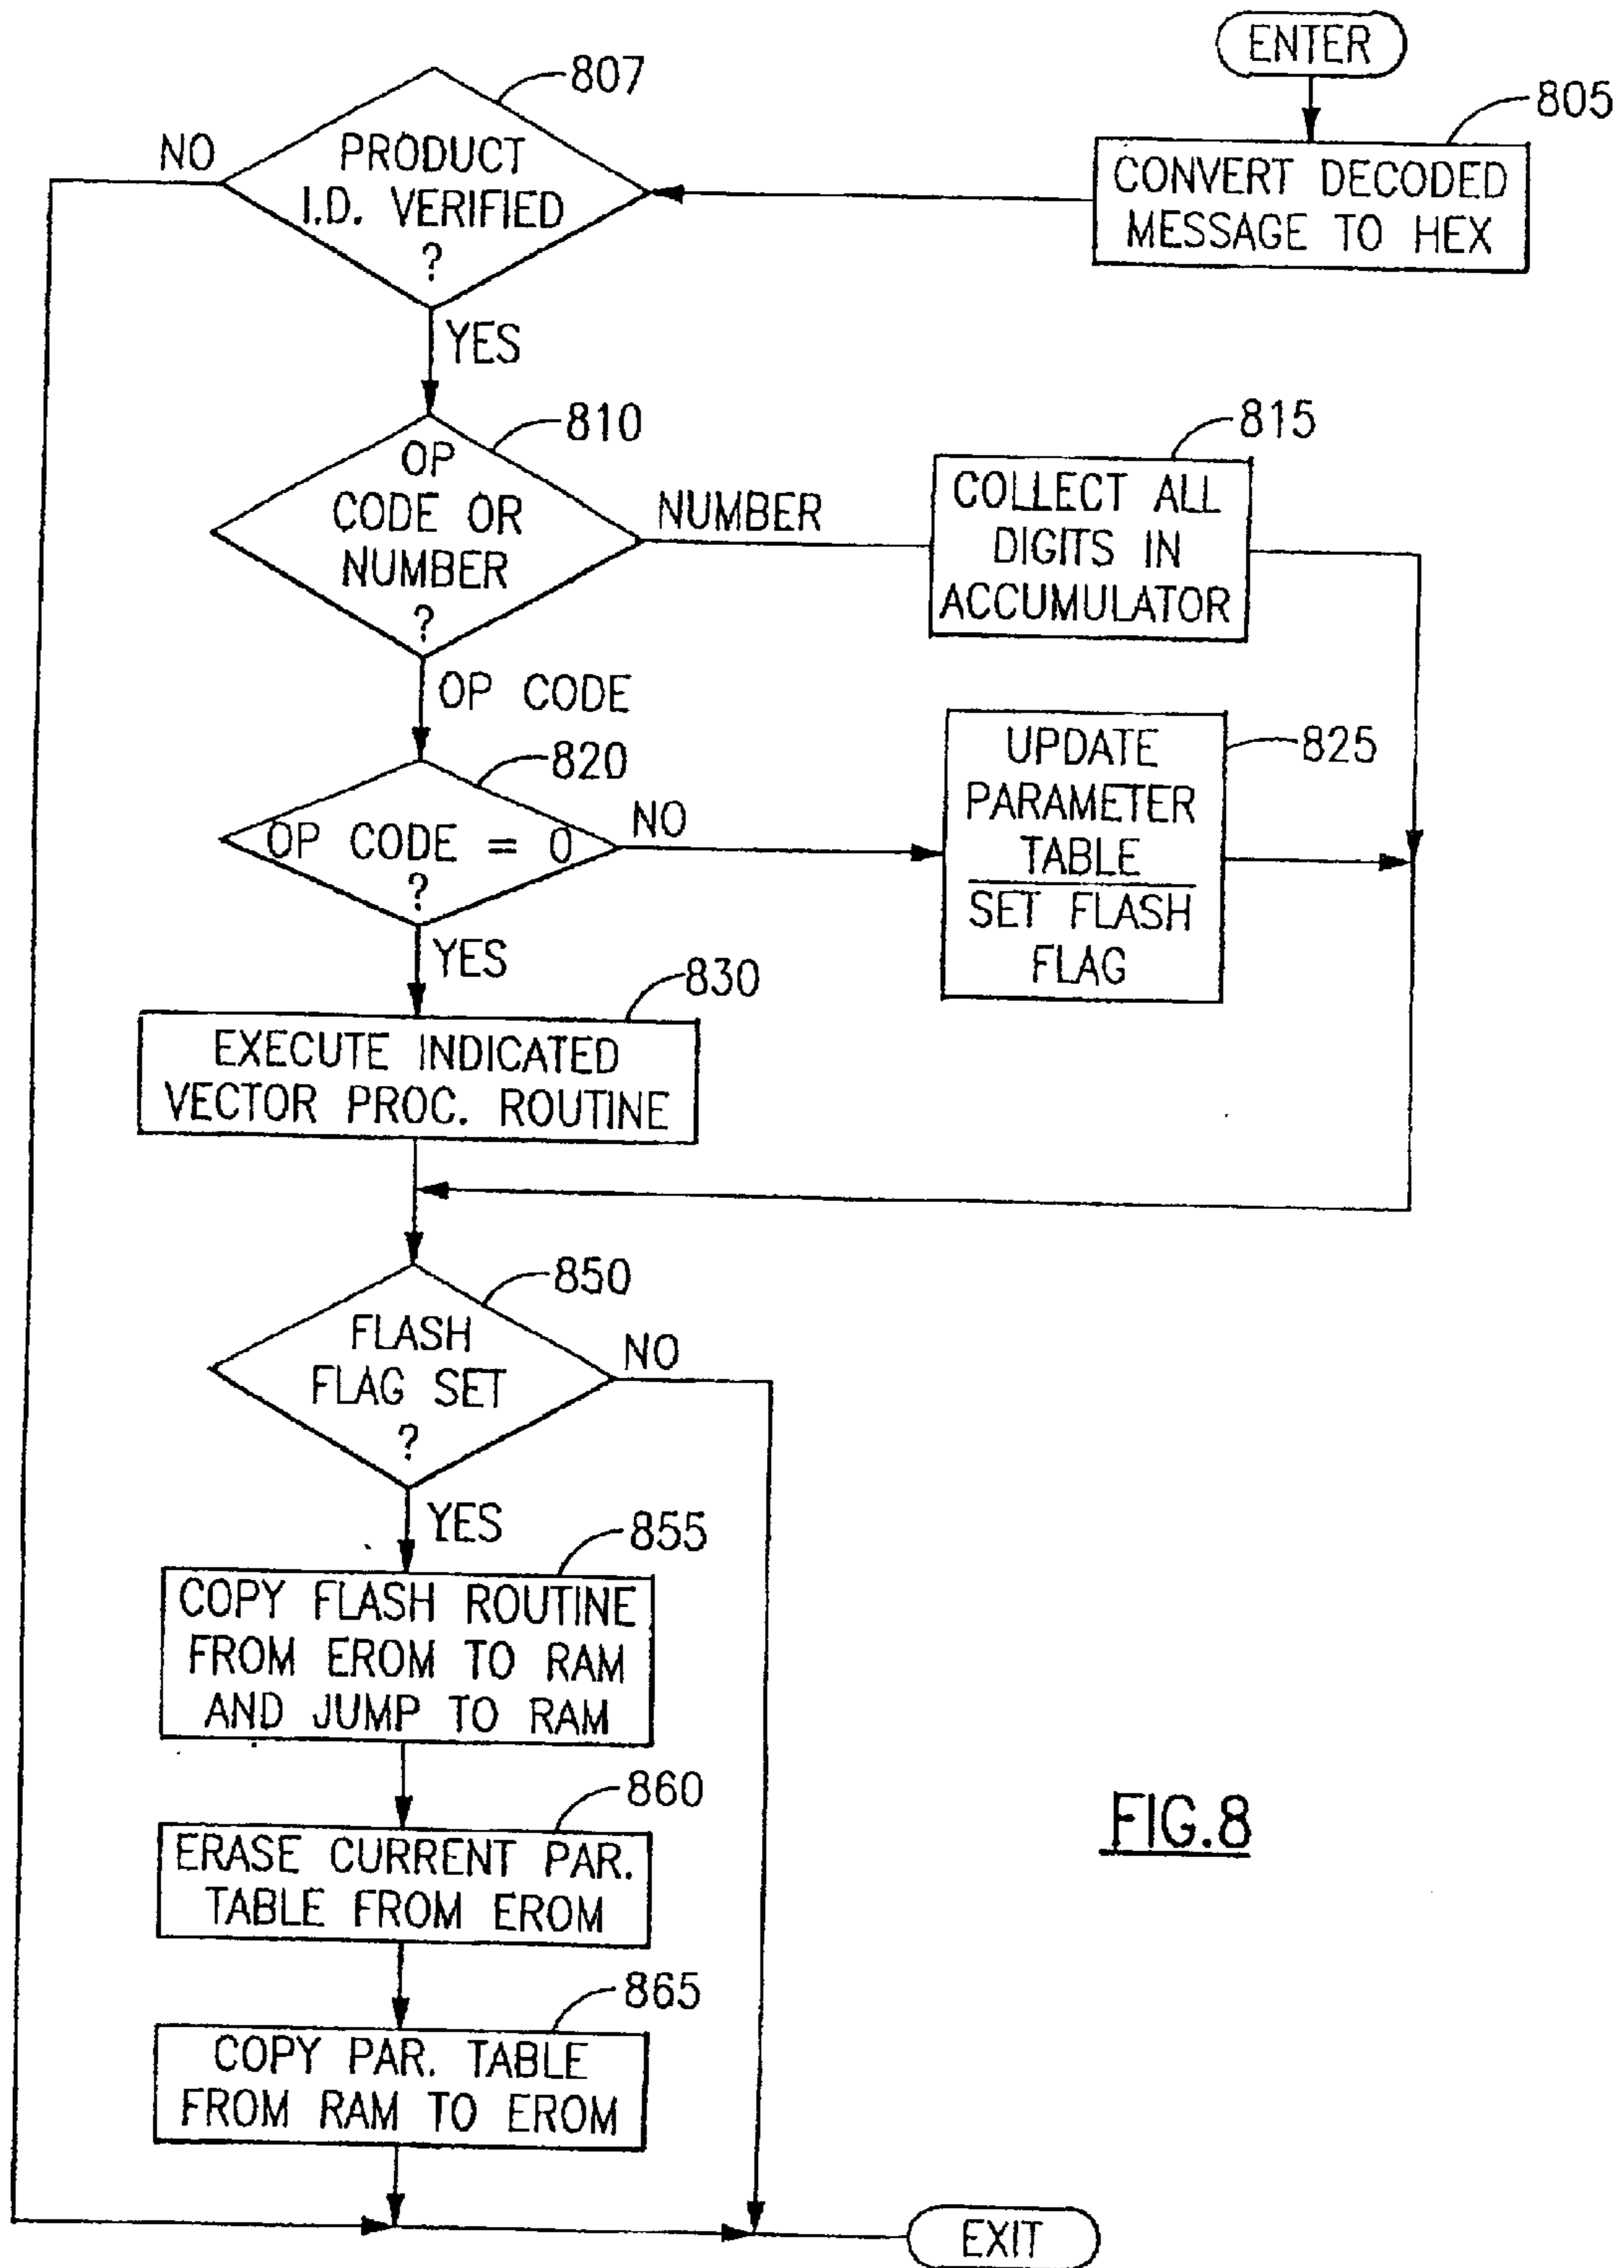 ENTER
805
CONVERT DECODED
MESSAGE TO HEX
807
PRODUCT
I.D. VERIFIED
?
NO
YES
810
OP
CODE OR
NUMBER
?
NUMBER
815
COLLECT ALL
DIGITS IN
ACCUMULATOR
OP CODE
820
OP CODE = 0
?
NO
825
UPDATE
PARAMETER
TABLE
SET FLASH
FLAG
YES
830
EXECUTE INDICATED
VECTOR PROC. ROUTINE
850
FLASH
FLAG SET
?
NO
YES
855
COPY FLASH ROUTINE
FROM EROM TO RAM
AND JUMP TO RAM
860
ERASE CURRENT PAR.
TABLE FROM EROM
865
COPY PAR. TABLE
FROM RAM TO EROM
EXIT
FIG.8